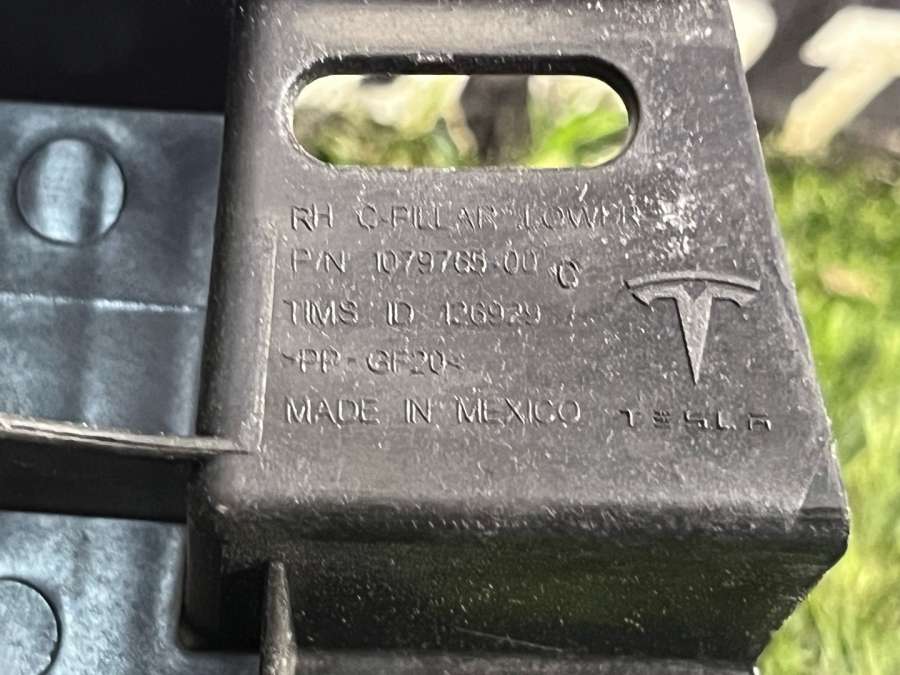 RH C-PILLAR LOWER
P/N 1079765-00 C
TIMS ID 126929
>PP-GF20<
MADE IN MEXICO
TESLA